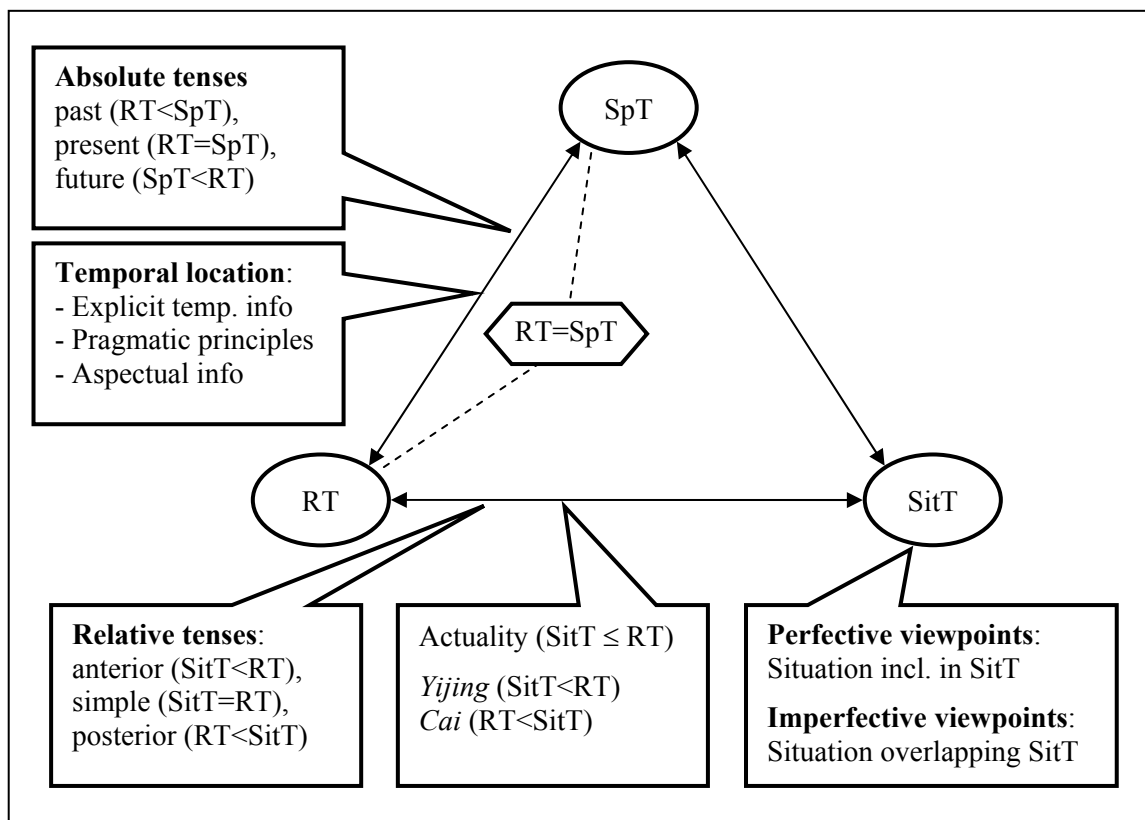 Absolute tenses
past (RT<SpT),
present (RT=SpT),
future (SpT<RT)
SpT
Temporal location:
- Explicit temp. info
- Pragmatic principles
- Aspectual info
RT=SpT
RT
SitT
Relative tenses:
anterior (SitT<RT),
simple (SitT=RT),
posterior (RT<SitT)
Actuality (SitT ≤ RT)
Yijing (SitT<RT)
Cai (RT<SitT)
Perfective viewpoints:
Situation incl. in SitT
Imperfective viewpoints:
Situation overlapping SitT